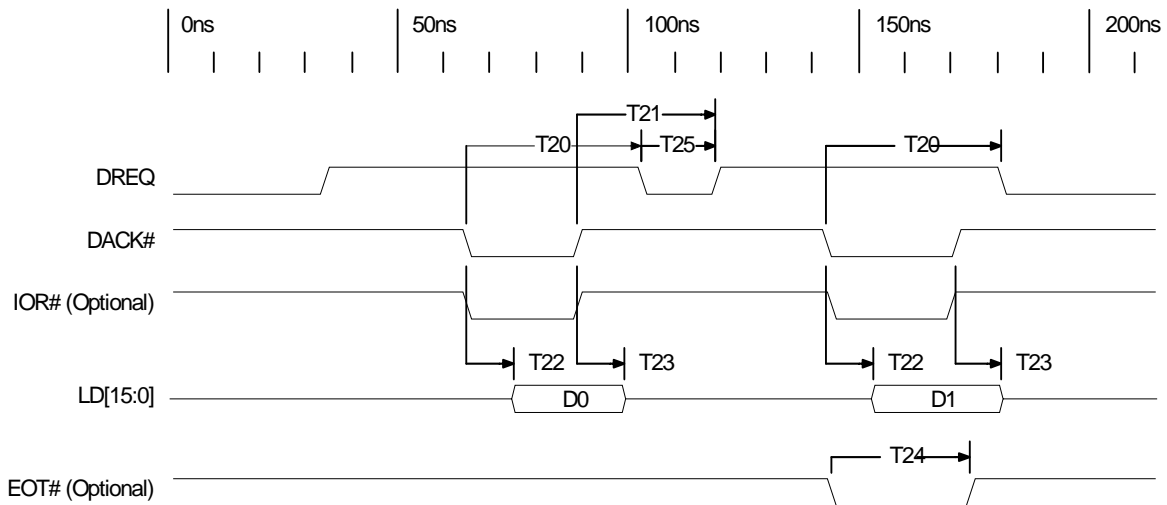 0ns 50ns 100ns 150ns 200ns
T21
T20 T25 T20
DREQ
DACK#
IOR# (Optional)
T22 T23 T22 T23
LD[15:0] D0 D1
T24
EOT# (Optional)